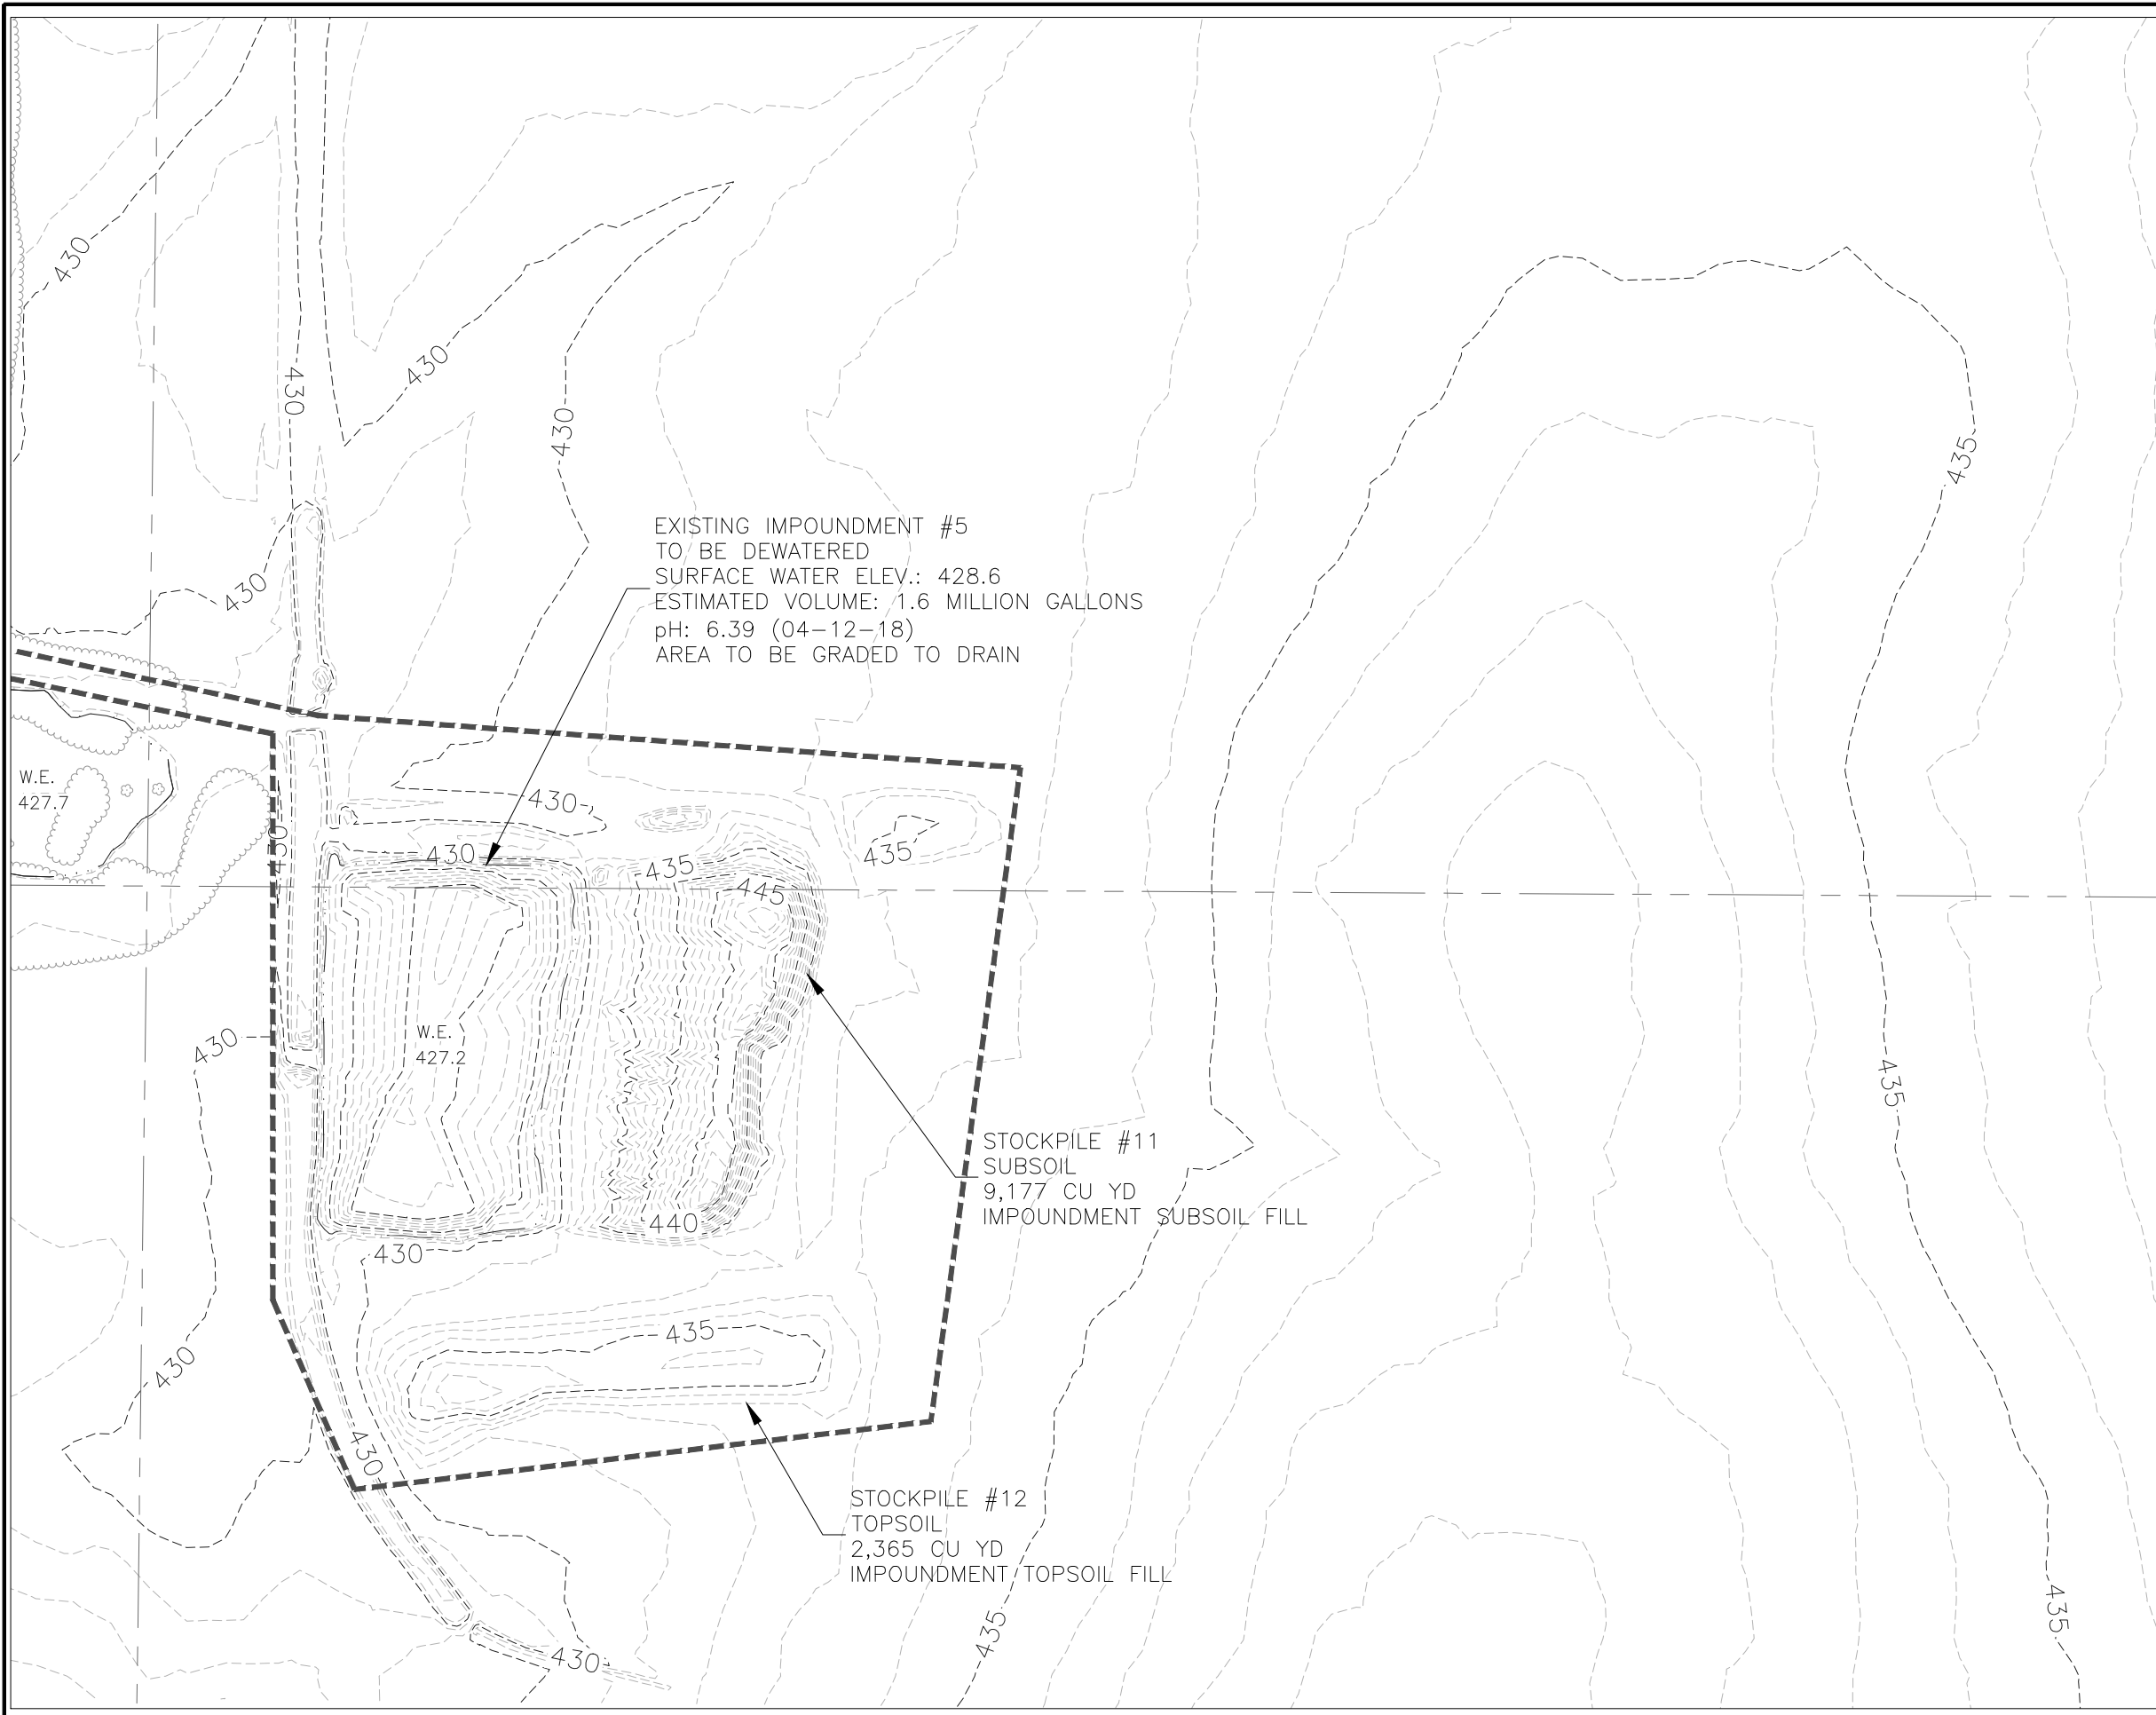 430
430
430
430
435
EXISTING IMPOUNDMENT #5
TO BE DEWATERED
SURFACE WATER ELEV.: 428.6
ESTIMATED VOLUME: 1.6 MILLION GALLONS
pH: 6.39 (04-12-18)
AREA TO BE GRADED TO DRAIN
430
W.E.
427.7
430
430
430
435
435
445
W.E.
427.2
430
435
STOCKPILE #11
SUBSOIL
9,177 CU YD
IMPOUNDMENT SUBSOIL FILL
440
430
435
430
430
STOCKPILE #12
TOPSOIL
2,365 CU YD
IMPOUNDMENT TOPSOIL FILL
435
435
430